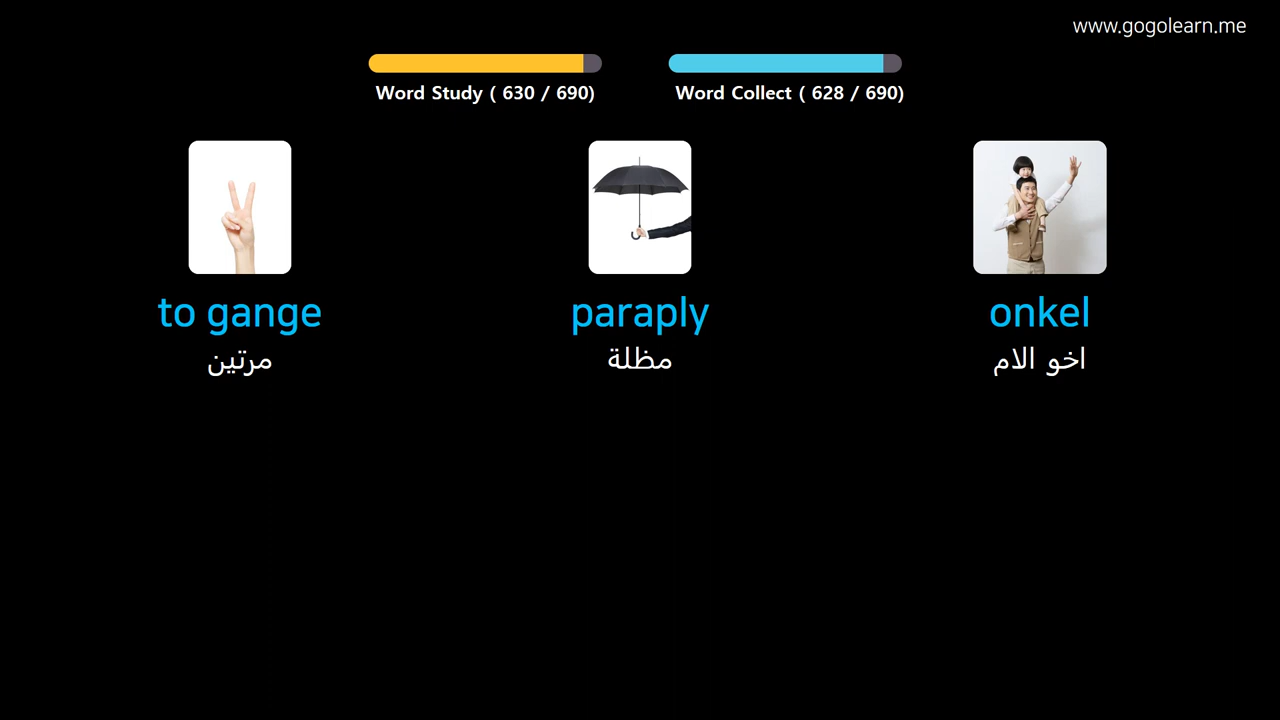 www.gogolearn.me
Word Study ( 630 / 690)
Word Collect ( 628 / 690)
to gange
paraply
onkel
مرتين
مظلة
اخو الام